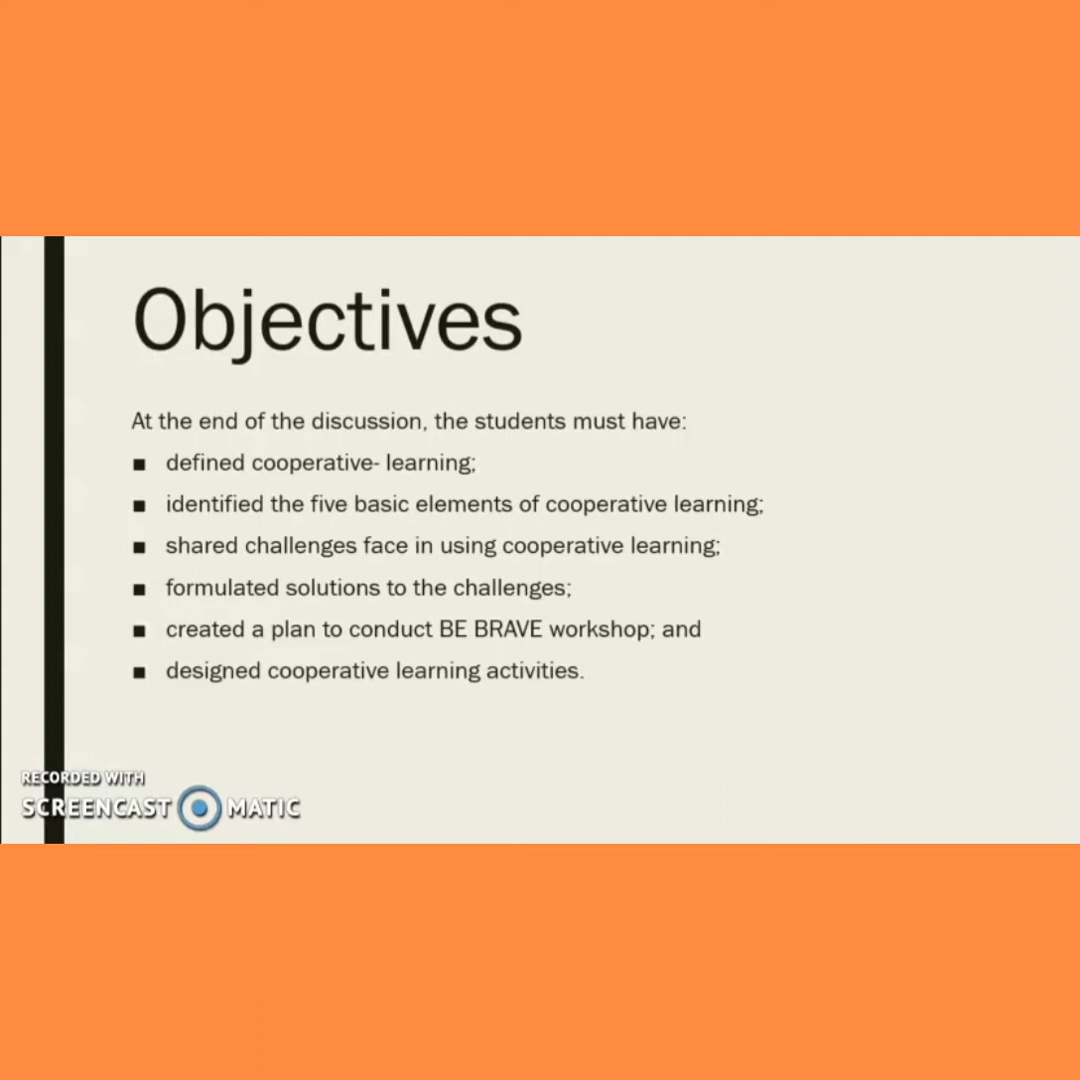 Objectives
At the end of the discussion, the students must have:
■ defined cooperative- learning;
■ identified the five basic elements of cooperative learning;
■ shared challenges face in using cooperative learning;
■ formulated solutions to the challenges;
■ created a plan to conduct BE BRAVE workshop; and
■ designed cooperative learning activities.
RECORDED WITH
SCREENCAST MATIC